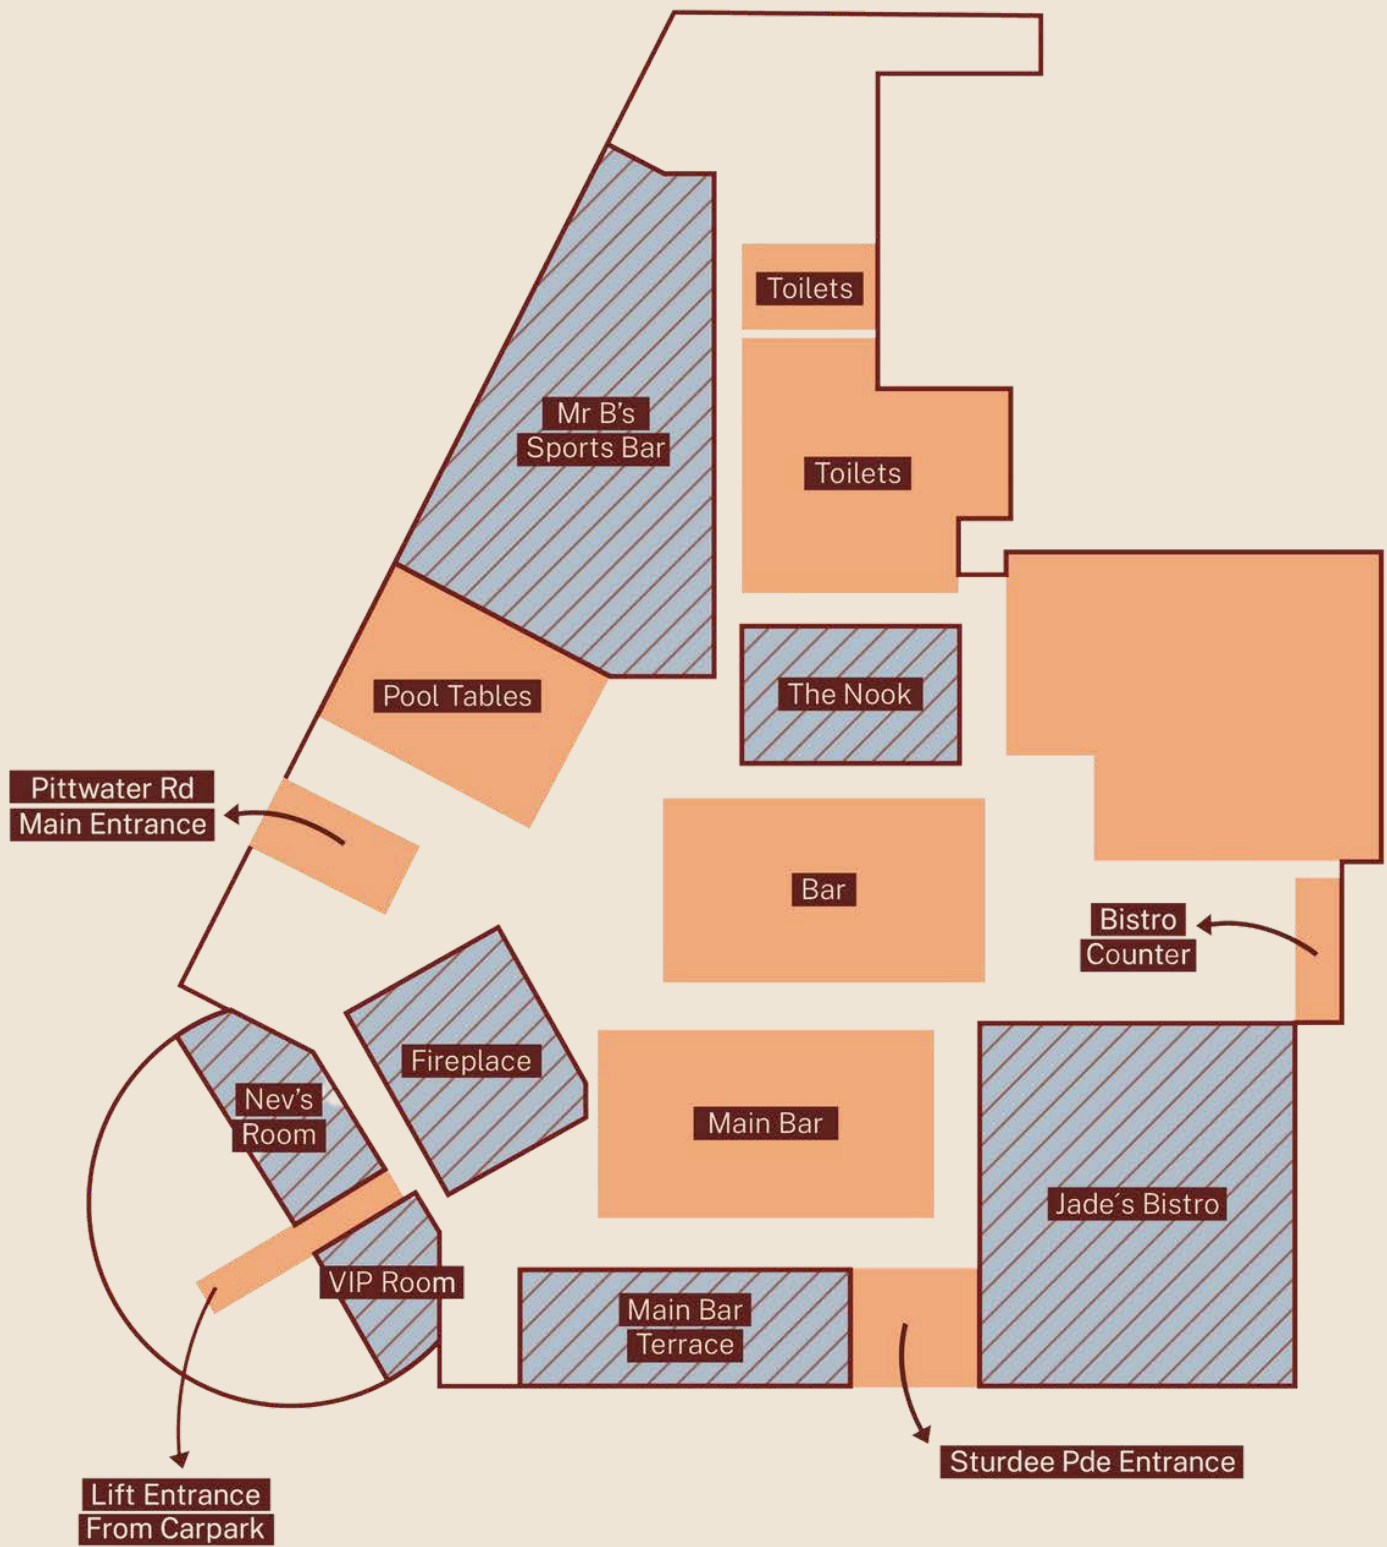 Toilets
Mr B's
Sports Bar
Toilets
Pool Tables
The Nook
Pittwater Rd
Main Entrance
Bar
Bistro
Counter
Fireplace
Nev's
Room
Main Bar
Jade´s Bistro
VIP Room
Main Bar
Terrace
Sturdee Pde Entrance
Lift Entrance
From Carpark